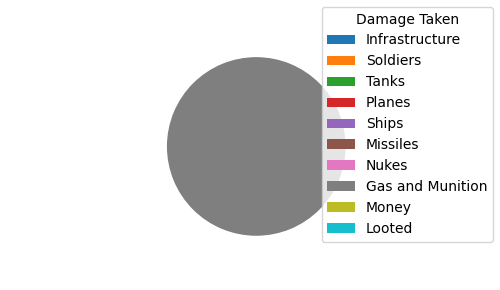 Damage Taken
Infrastructure
Soldiers
Tanks
Planes
Ships
Missiles
Nukes
Gas and Munition
Money
Looted